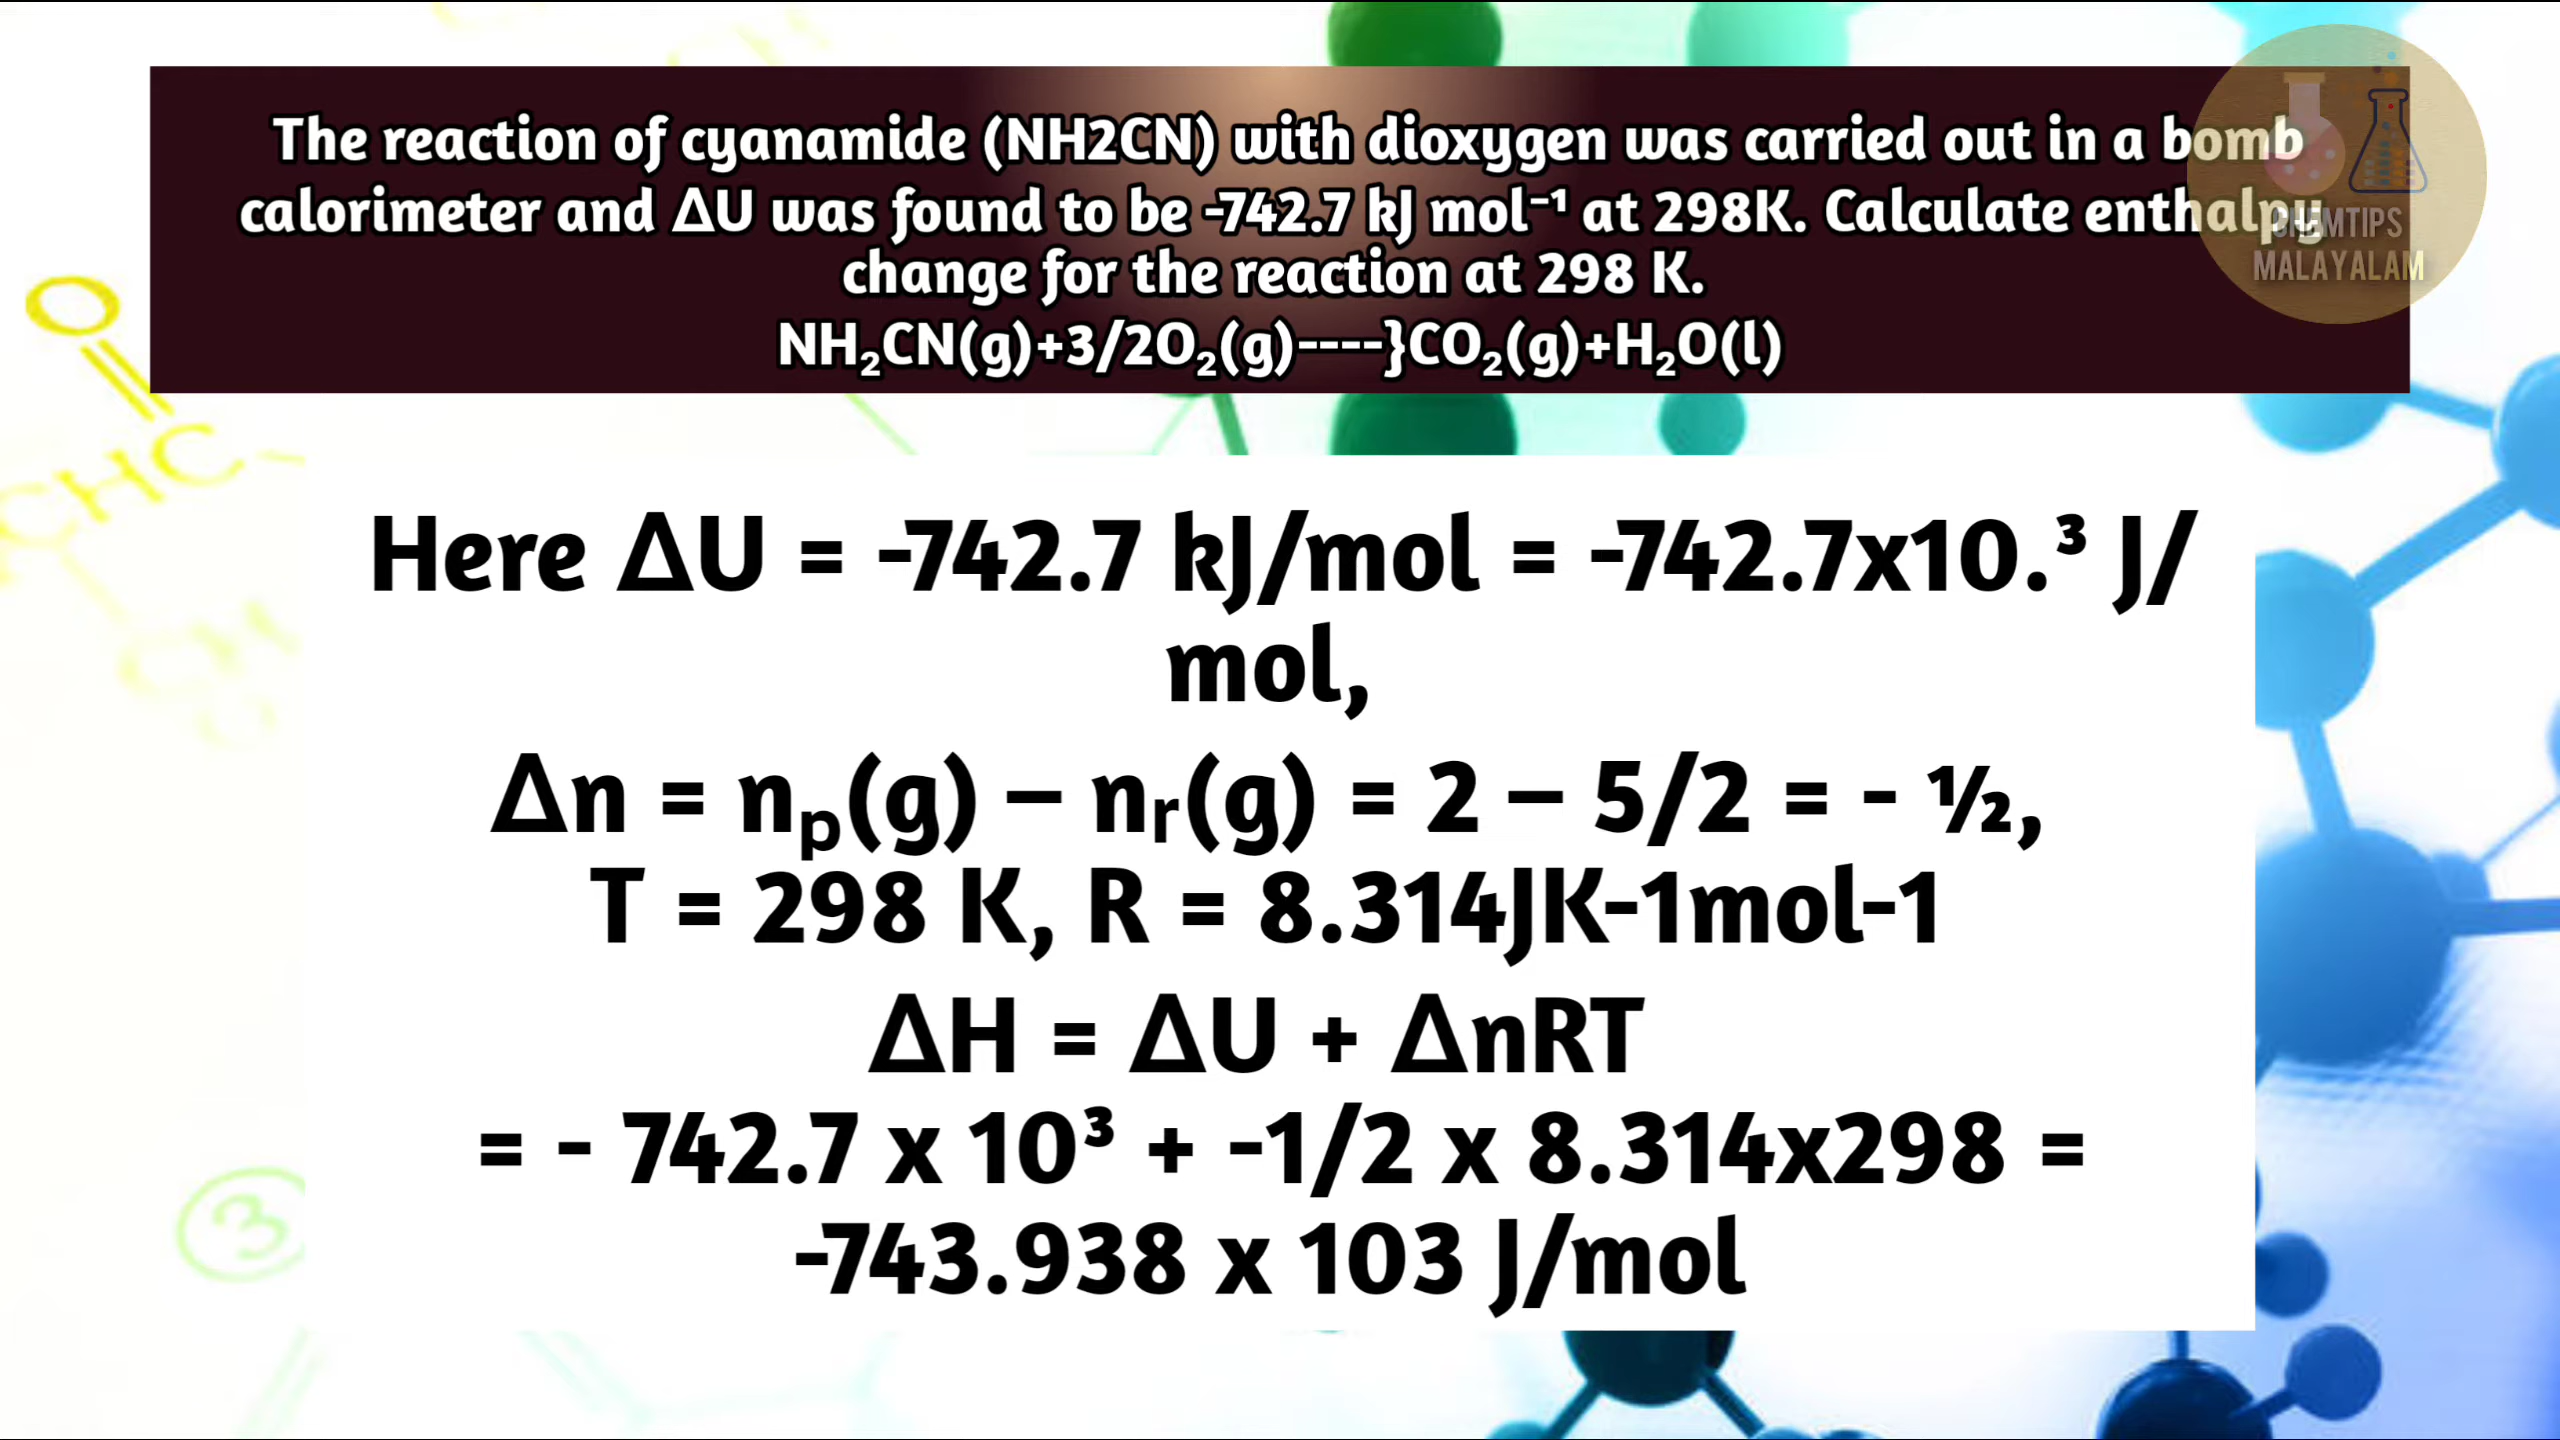 The reaction of cyanamide (NH2CN) with dioxygen was carried out in a bomb
calorimeter and ΔU was found to be -742.7 kJ mol⁻¹ at 298K. Calculate enthalpy
change for the reaction at 298 K.
NH₂CN(g)+3/2O₂(g)----}CO₂(g)+H₂O(l)
CHEMTIPS
MALAYALAM
O
CHC
CH
3
Here ΔU = -742.7 kJ/mol = -742.7x10.³ J/
mol,
Δn = nₚ(g) – nᵣ(g) = 2 – 5/2 = - ½,
T = 298 K, R = 8.314JK-1mol-1
ΔH = ΔU + ΔnRT
= - 742.7 x 10³ + -1/2 x 8.314x298 =
-743.938 x 103 J/mol